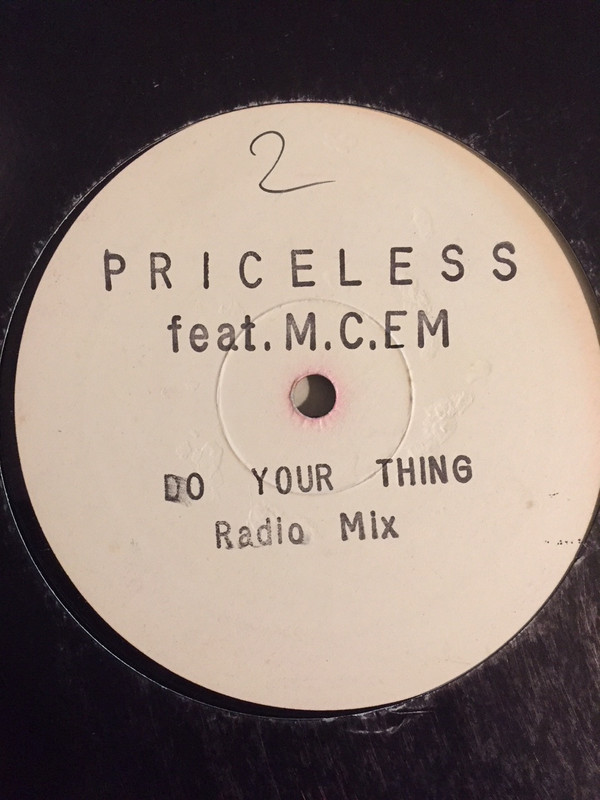 2
PRICELESS
feat. M.C.EM
DO YOUR THING
Radio Mix